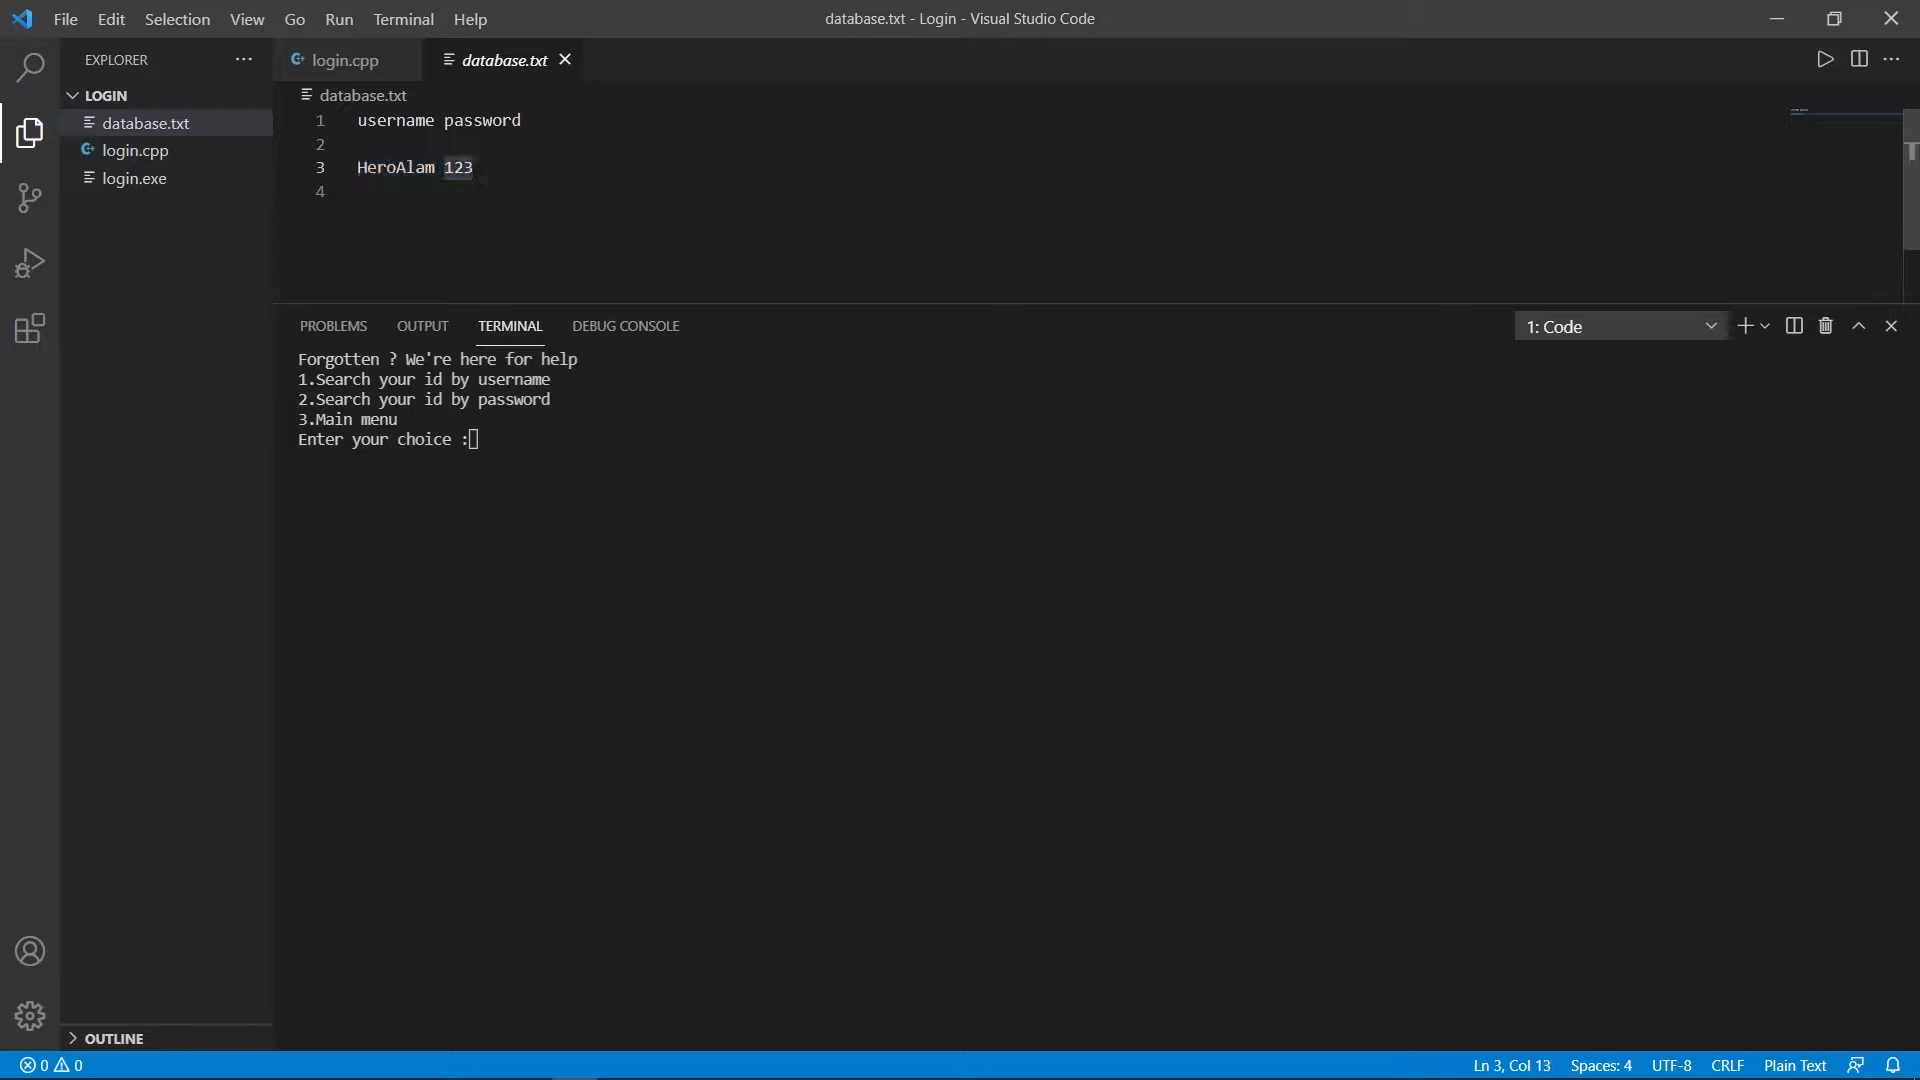 File Edit Selection View Go Run Terminal Help
database.txt - Login - Visual Studio Code
EXPLORER
LOGIN
database.txt
login.cpp
login.exe
OUTLINE
login.cpp
database.txt
database.txt
1 username password
2
3 HeroAlam 123
4
PROBLEMS OUTPUT TERMINAL DEBUG CONSOLE
1: Code
Forgotten ? We're here for help
1.Search your id by username
2.Search your id by password
3.Main menu
Enter your choice :
0 0
Ln 3, Col 13 Spaces: 4 UTF-8 CRLF Plain Text